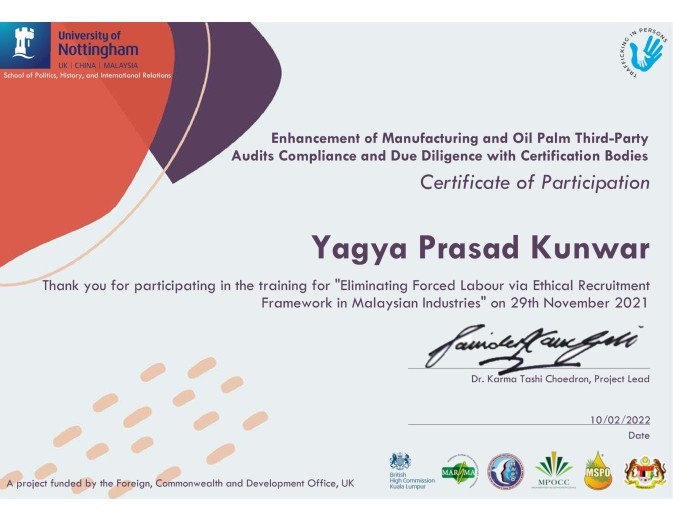 University of
Nottingham
UK | CHINA | MALAYSIA
School of Politics, History, and International Relations
TRAFFICKING IN PERSONS
Enhancement of Manufacturing and Oil Palm Third-Party
Audits Compliance and Due Diligence with Certification Bodies
Certificate of Participation
Yagya Prasad Kunwar
Thank you for participating in the training for "Eliminating Forced Labour via Ethical Recruitment
Framework in Malaysian Industries" on 29th November 2021
Dr. Karma Tashi Choedron, Project Lead
10/02/2022
Date
British
High Commission
Kuala Lumpur
MPOCC
MSPO
A project funded by the Foreign, Commonwealth and Development Office, UK